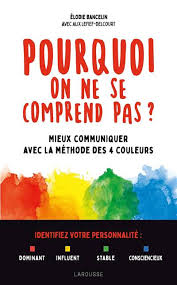 ÉLODIE BANCELIN
AVEC ALIX LEFIEF-DELCOURT
POURQUOI
ON NE SE
COMPREND PAS ?
MIEUX COMMUNIQUER
AVEC LA MÉTHODE DES 4 COULEURS
IDENTIFIEZ VOTRE PERSONNALITÉ :
DOMINANT INFLUENT STABLE CONSCIENCIEUX
LAROUSSE